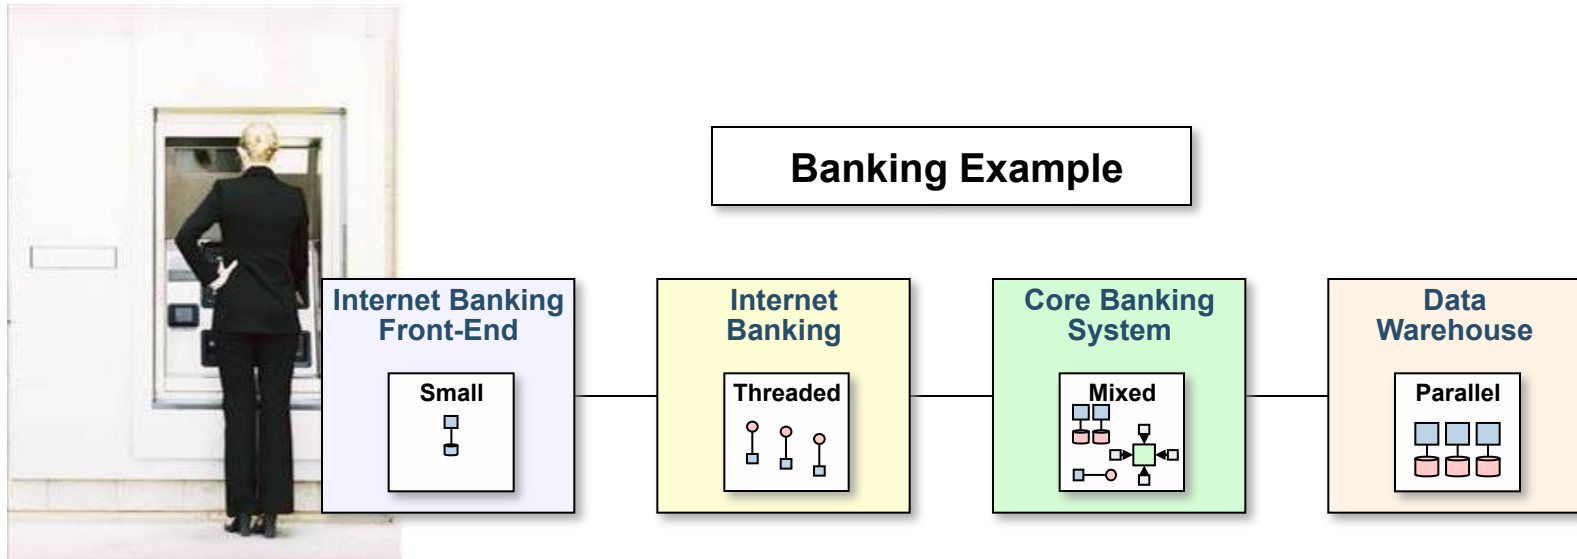 Banking Example
Internet Banking
Front-End
Small
Internet
Banking
Threaded
Core Banking
System
Mixed
Data
Warehouse
Parallel